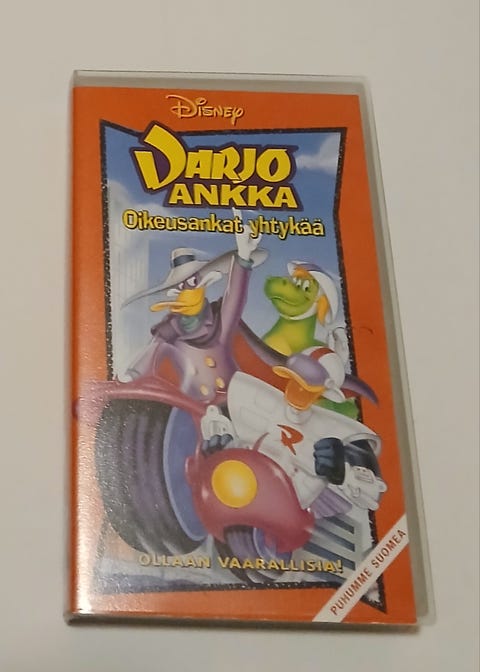 Disney
DARJO
ANKKA
Oikeusankat yhtykää
R
OLLAAN VAARALLISIA!
PUHUMME SUOMEA